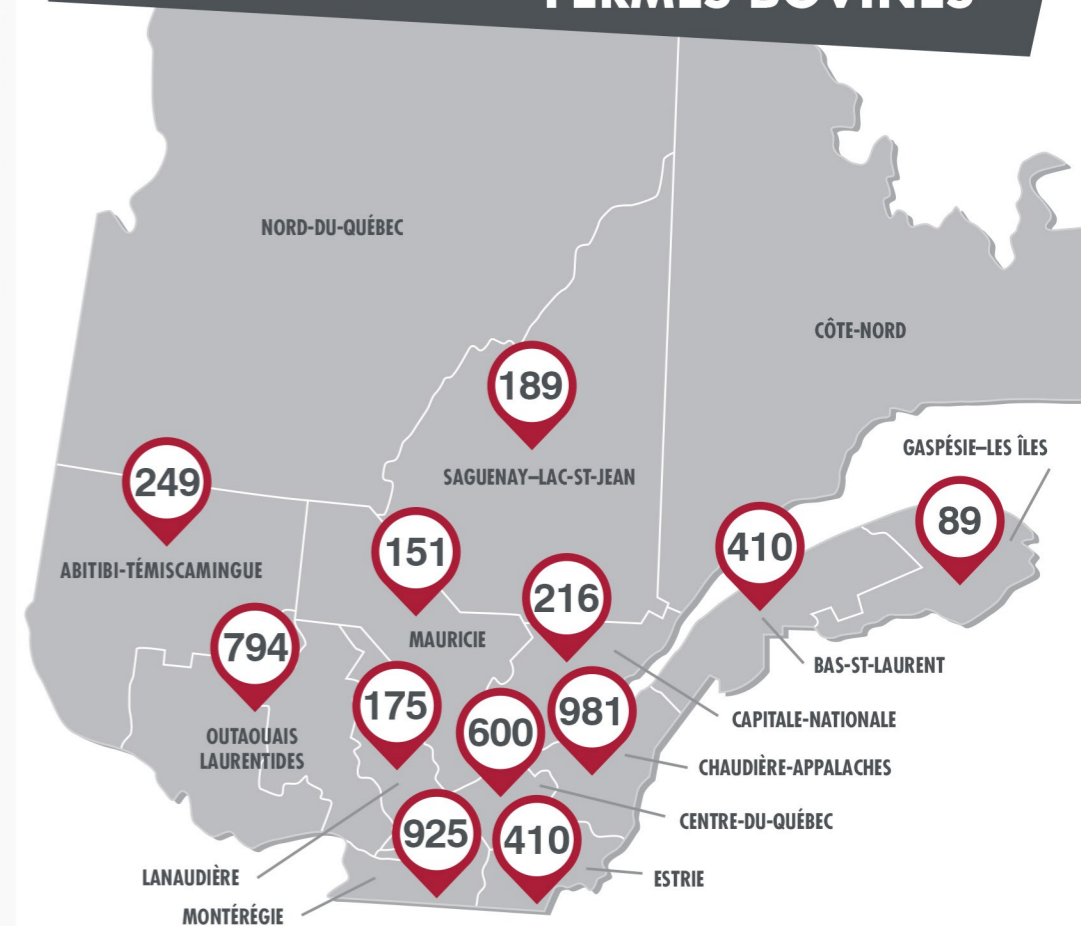 FERMES BOVINES
NORD-DU-QUÉBEC
CÔTE-NORD
189
SAGUENAY–LAC-ST-JEAN
GASPÉSIE–LES ÎLES
249
89
ABITIBI-TÉMISCAMINGUE
151
410
216
MAURICIE
BAS-ST-LAURENT
794
OUTAOUAIS
LAURENTIDES
175
600
981
CAPITALE-NATIONALE
CHAUDIÈRE-APPALACHES
CENTRE-DU-QUÉBEC
925
410
LANAUDIÈRE
ESTRIE
MONTÉRÉGIE